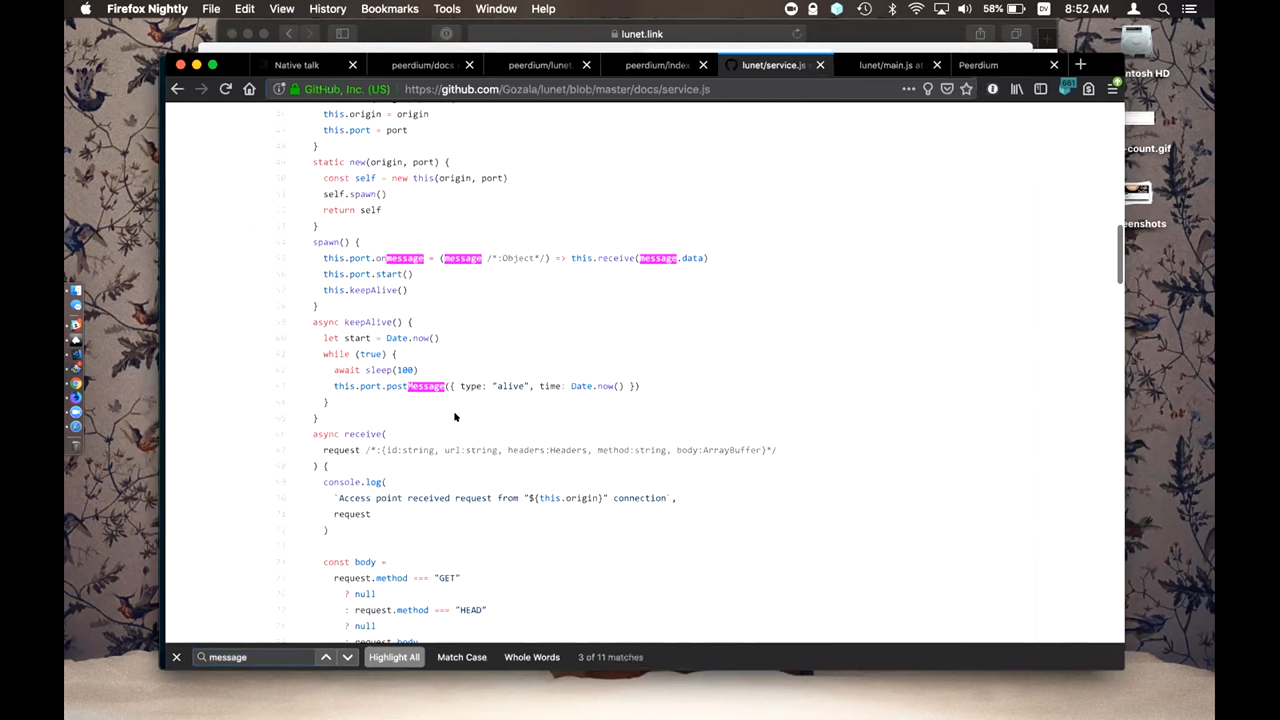 Firefox Nightly File Edit View History Bookmarks Tools Window Help 58% DV 8:52 AM
lunet.link
Native talk peerdium/docs peerdium/lunet. peerdium/Index lunet/service.js lunet/main.js at Peerdium
GitHub, Inc. (US) https://github.com/Gozala/lunet/blob/master/docs/service.js 661
ntosh HD
-count.gif
eenshots
this.origin = origin
this.port = port
}
static new(origin, port) {
const self = new this(origin, port)
self.spawn()
return self
}
spawn() {
this.port.onmessage = (message /*:Object*/) => this.receive(message.data)
this.port.start()
this.keepAlive()
}
async keepAlive() {
let start = Date.now()
while (true) {
await sleep(100)
this.port.postMessage({ type: "alive", time: Date.now() })
}
}
async receive(
request /*:{id:string, url:string, headers:Headers, method:string, body:ArrayBuffer}*/
) {
console.log(
`Access point received request from "${this.origin}" connection`,
request
)
const body =
request.method === "GET"
? null
: request.method === "HEAD"
? null
: request.body
message Highlight All Match Case Whole Words 3 of 11 matches